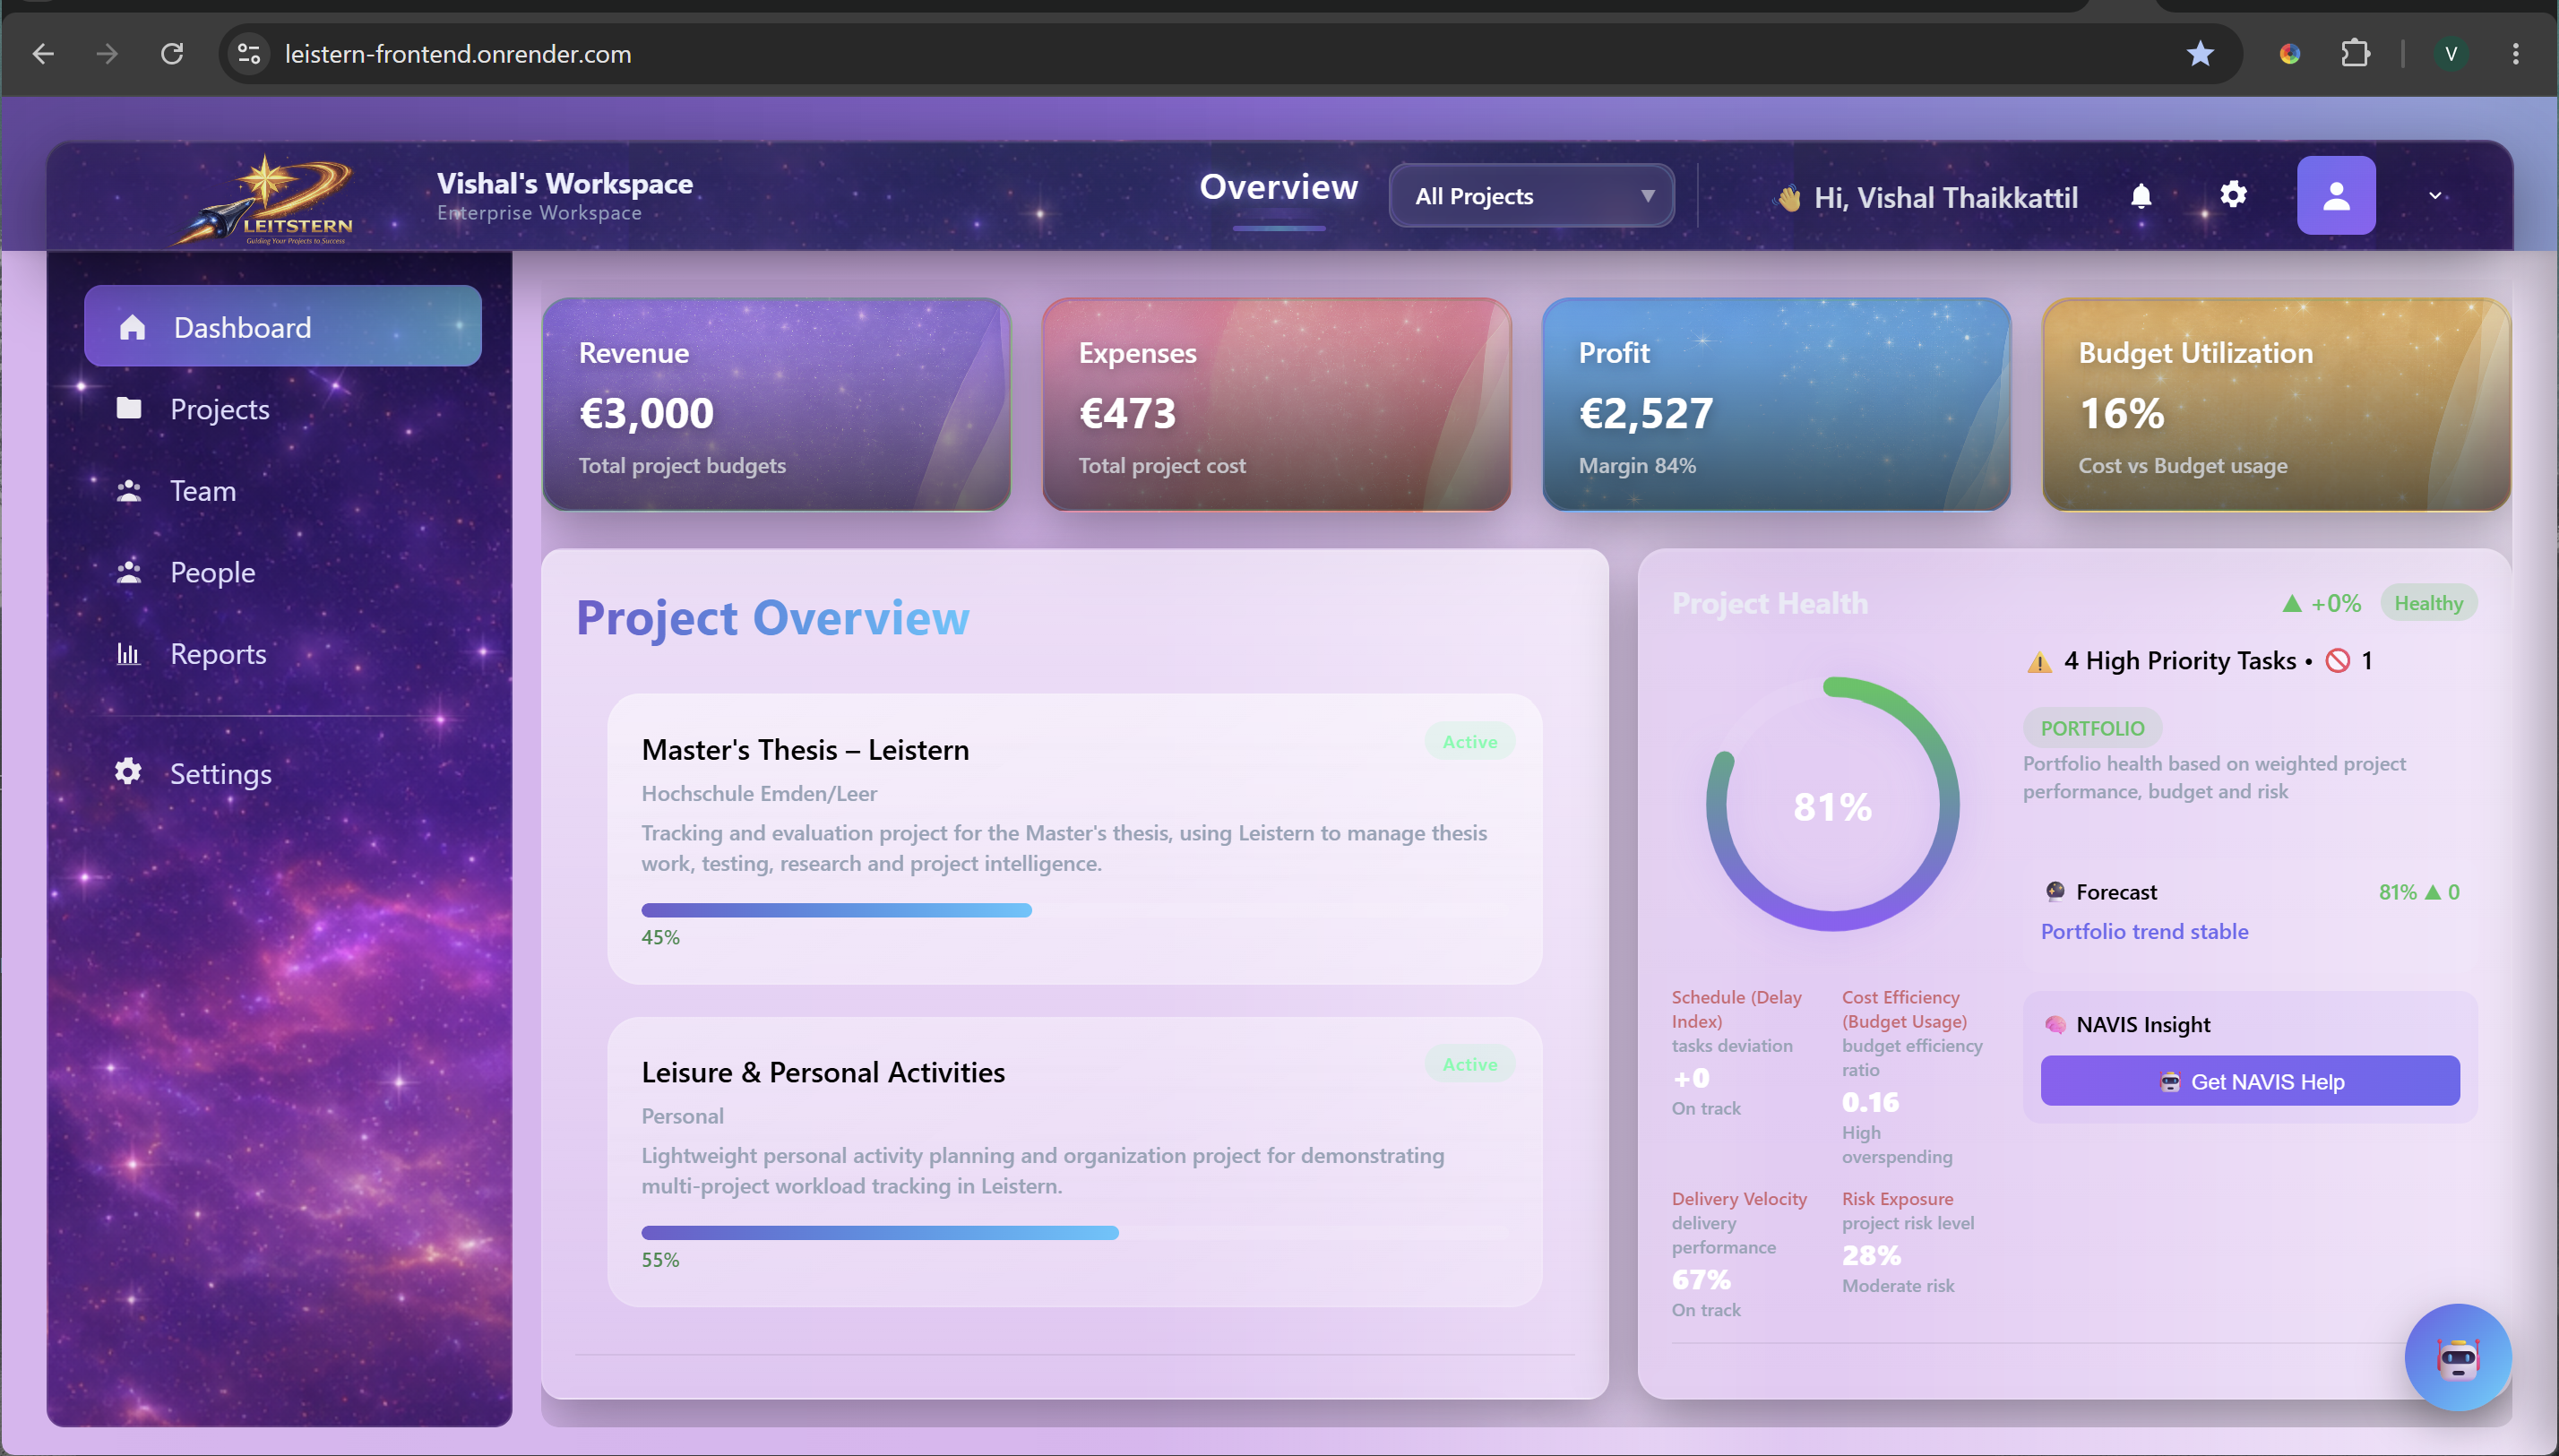 leistern-frontend.onrender.com
V
LEITSTERN
Guiding Your Projects to Success
Vishal's Workspace
Enterprise Workspace
Overview
All Projects
Hi, Vishal Thaikkattil
Dashboard
Projects
Team
People
Reports
Settings
Revenue
€3,000
Total project budgets
Expenses
€473
Total project cost
Profit
€2,527
Margin 84%
Budget Utilization
16%
Cost vs Budget usage
Project Overview
Master's Thesis – Leistern
Active
Hochschule Emden/Leer
Tracking and evaluation project for the Master's thesis, using Leistern to manage thesis
work, testing, research and project intelligence.
45%
Leisure & Personal Activities
Active
Personal
Lightweight personal activity planning and organization project for demonstrating
multi-project workload tracking in Leistern.
55%
Project Health
▲ +0%
Healthy
4 High Priority Tasks • 🚫 1
81%
PORTFOLIO
Portfolio health based on weighted project
performance, budget and risk
Forecast
81% ▲ 0
Portfolio trend stable
NAVIS Insight
Get NAVIS Help
Schedule (Delay
Index)
tasks deviation
+0
On track
Cost Efficiency
(Budget Usage)
budget efficiency
ratio
0.16
High
overspending
Delivery Velocity
delivery
performance
67%
On track
Risk Exposure
project risk level
28%
Moderate risk